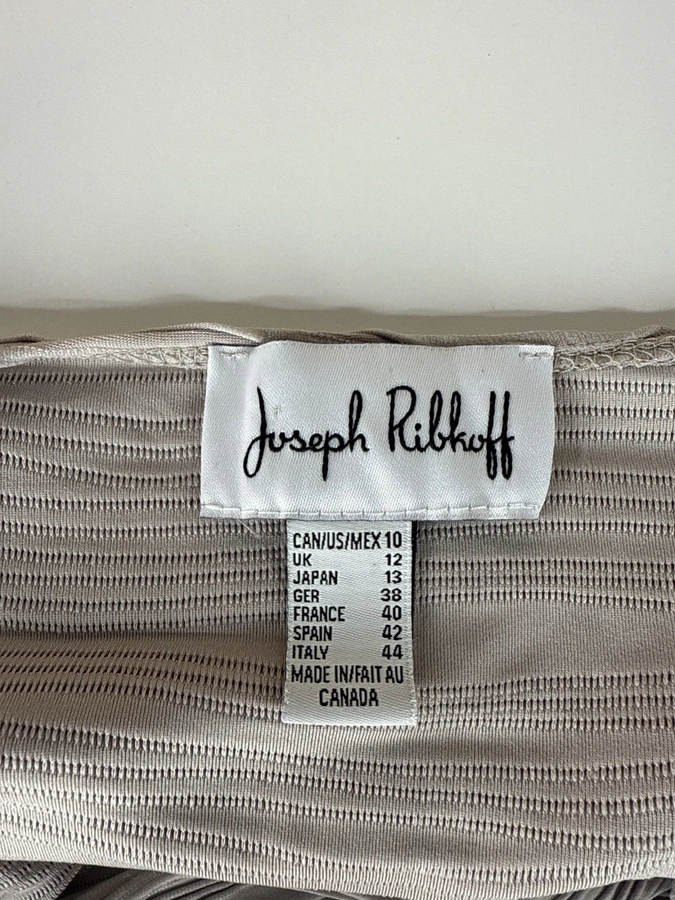 Joseph Ribkoff
CAN/US/MEX 10
UK 12
JAPAN 13
GER 38
FRANCE 40
SPAIN 42
ITALY 44
MADE IN/FAIT AU
CANADA